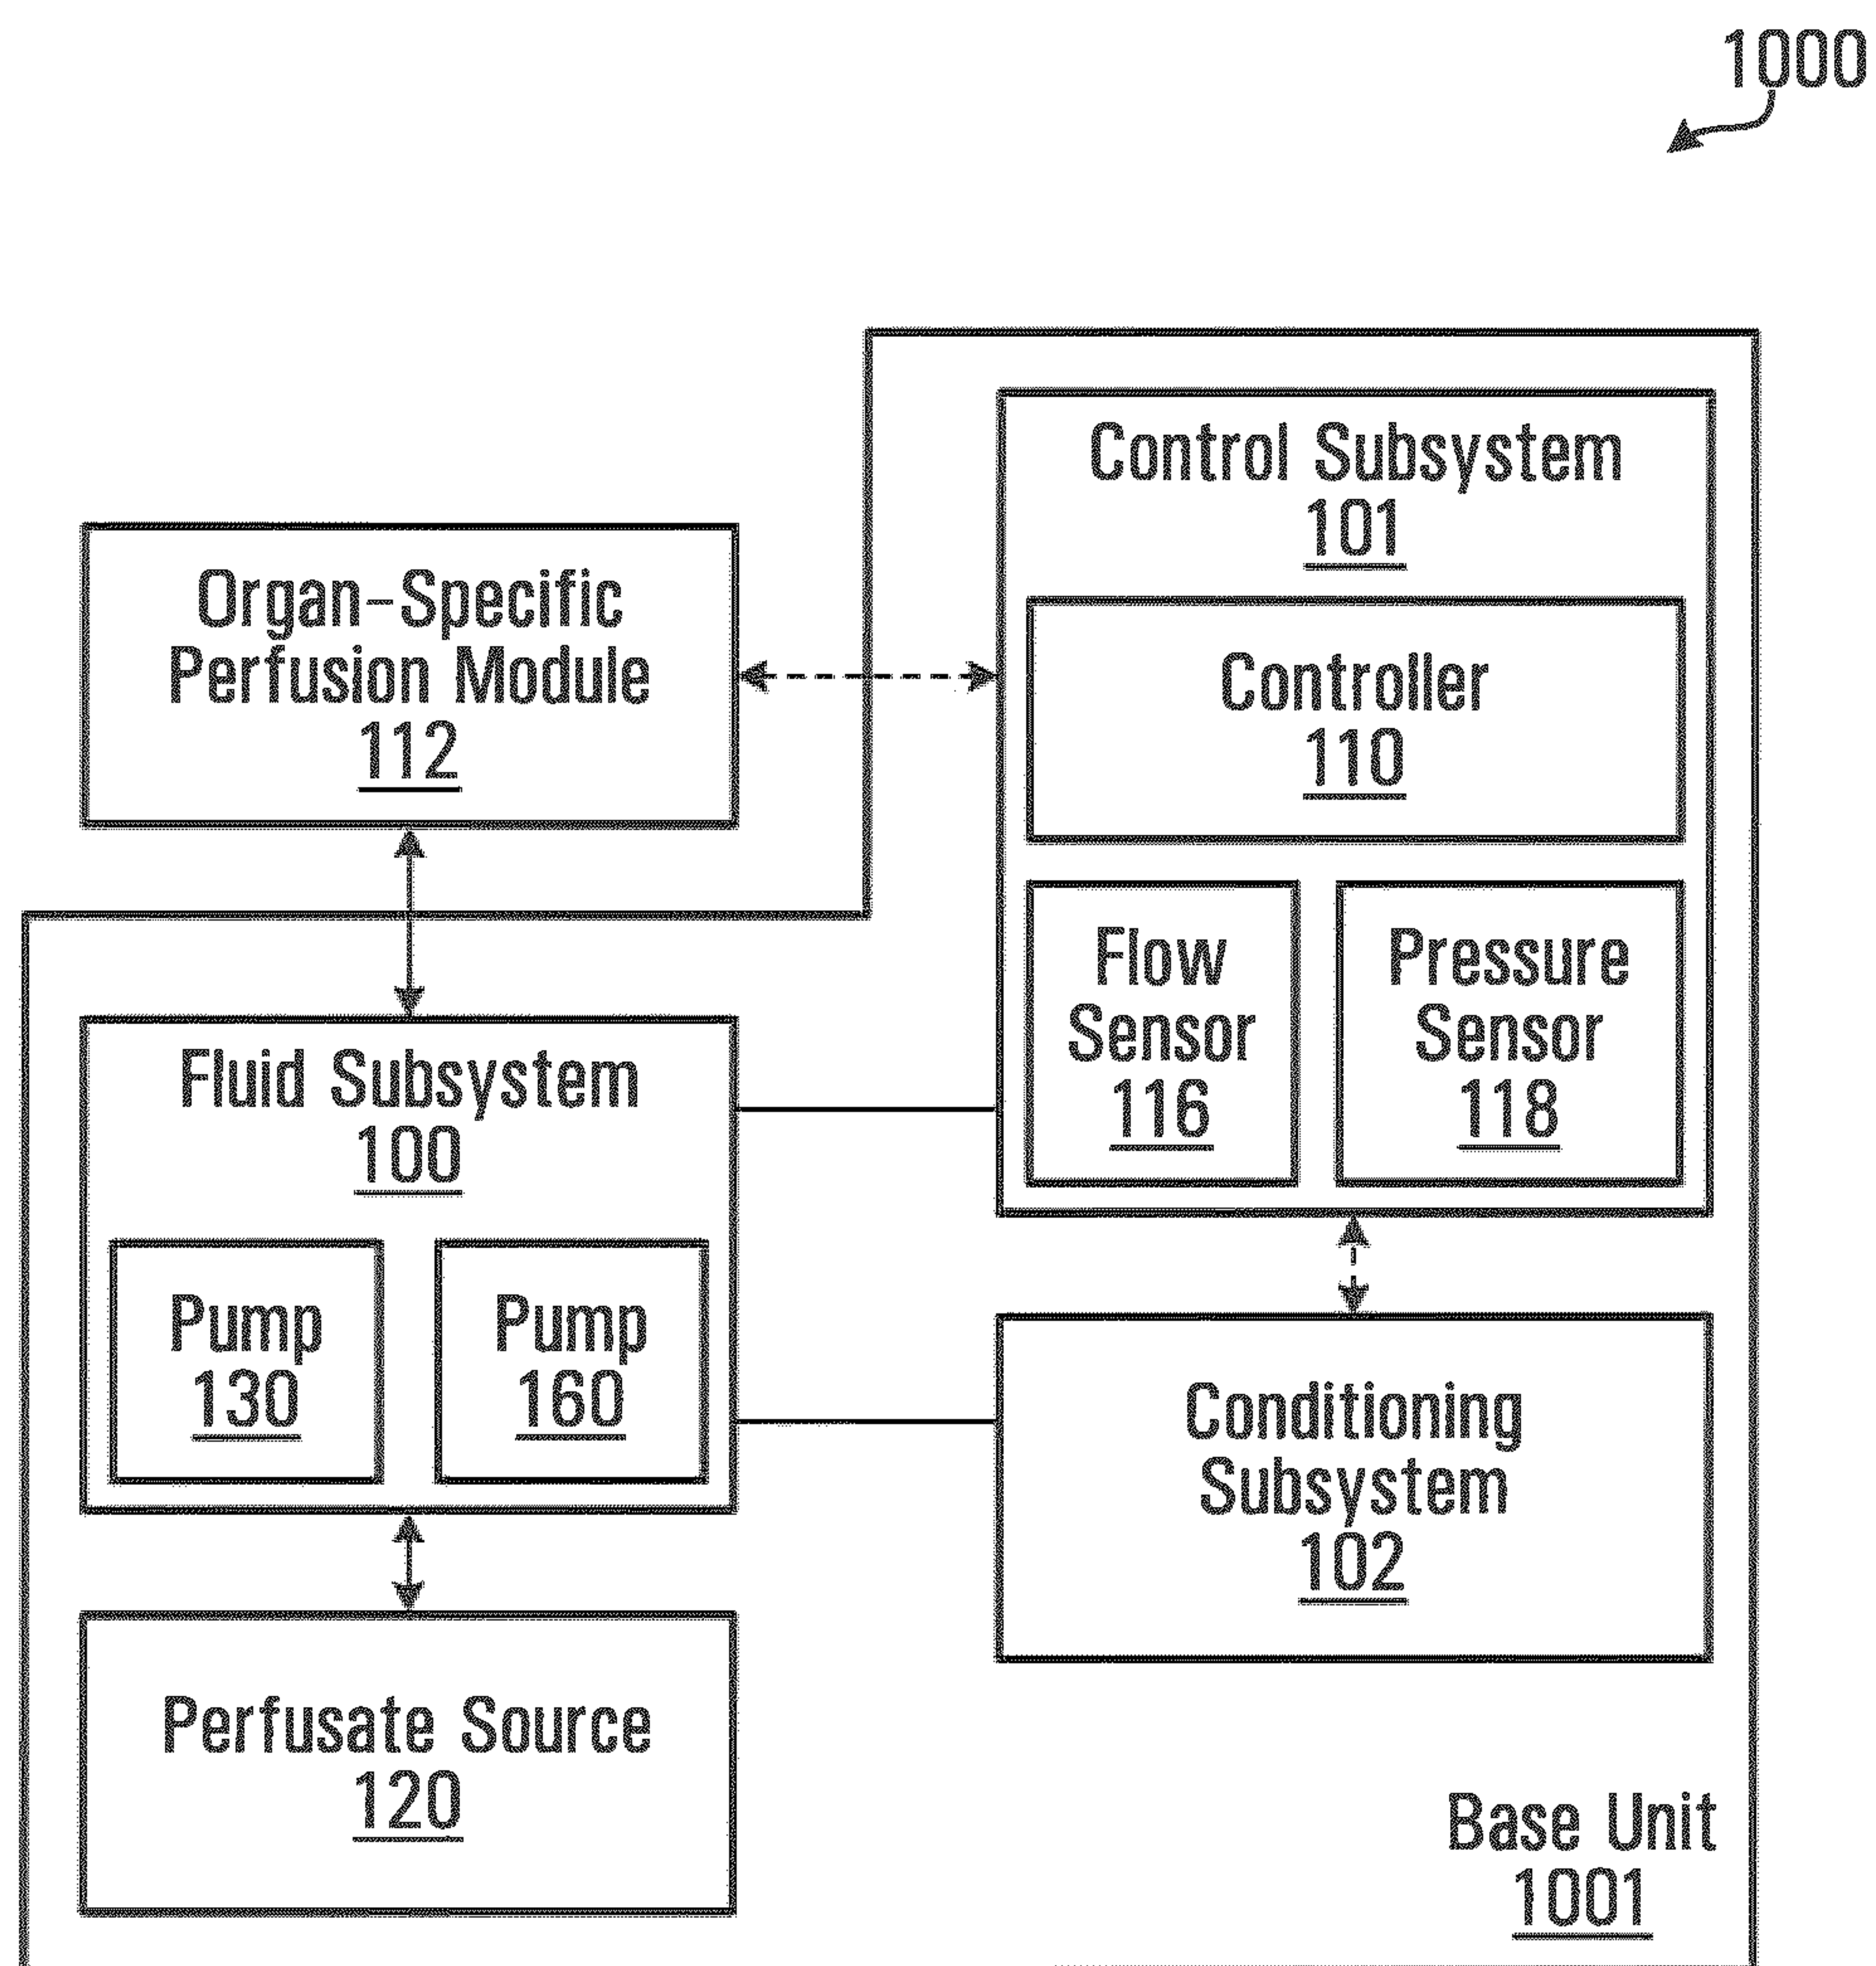 1000
Control Subsystem
101
Organ-Specific
Perfusion Module
112
Controller
110
Flow
Sensor
116
Pressure
Sensor
118
Fluid Subsystem
100
Pump
130
Pump
160
Conditioning
Subsystem
102
Perfusate Source
120
Base Unit
1001